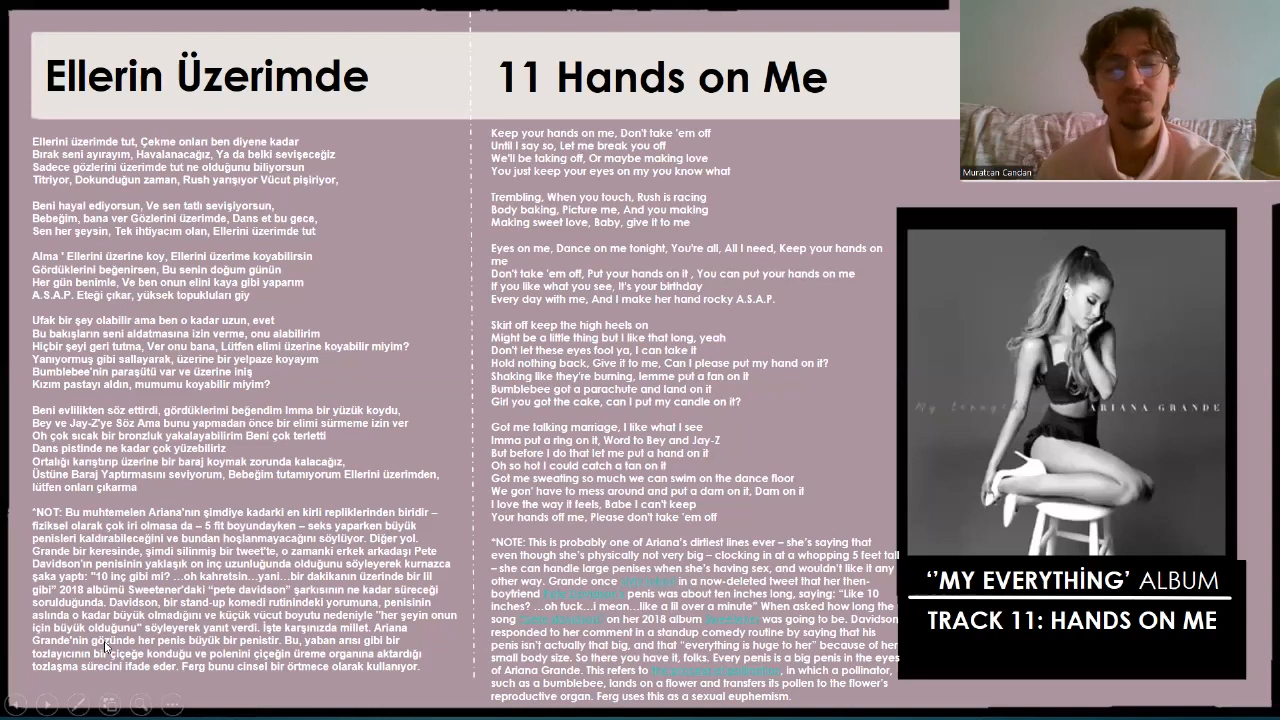 Ellerin Üzerimde
Ellerini üzerimde tut, Çekme onları ben diyene kadar
Bırak seni ayırayım, Havalanacağız, Ya da belki sevişeceğiz
Sadece gözlerini üzerimde tut ne olduğunu biliyorsun
Titriyor, Dokunduğun zaman, Rush yarışıyor Vücut pişiriyor,
Beni hayal ediyorsun, Ve sen tatlı sevişiyorsun,
Bebeğim, bana ver Gözlerini üzerimde, Dans et bu gece,
Sen her şeysin, Tek ihtiyacım olan, Ellerini üzerimde tut
Alma ' Ellerini üzerine koy, Ellerini üzerime koyabilirsin
Gördüklerini beğenirsen, Bu senin doğum günün
Her gün benimle, Ve ben onun elini kaya gibi yaparım
A.S.A.P. Eteği çıkar, yüksek topukluları giy
Ufak bir şey olabilir ama ben o kadar uzun, evet
Bu bakışların seni aldatmasına izin verme, onu alabilirim
Hiçbir şeyi geri tutma, Ver onu bana, Lütfen elimi üzerine koyabilir miyim?
Yanıyormuş gibi sallayarak, üzerine bir yelpaze koyayım
Bumblebee'nin paraşütü var ve üzerine iniş
Kızım pastayı aldın, mumumu koyabilir miyim?
Beni evlilikten söz ettirdi, gördüklerimi beğendim Imma bir yüzük koydu,
Bey ve Jay-Z'ye Söz Ama bunu yapmadan önce bir elimi sürmeme izin ver
Oh çok sıcak bir bronzluk yakalayabilirim Beni çok terletti
Dans pistinde ne kadar çok yüzebiliriz
Ortalığı karıştırıp üzerine bir baraj koymak zorunda kalacağız,
Üstüne Baraj Yaptırmasını seviyorum, Bebeğim tutamıyorum Ellerini üzerimden,
lütfen onları çıkarma
*NOT: Bu muhtemelen Ariana'nın şimdiye kadarki en kirli repliklerinden biridir –
fiziksel olarak çok iri olmasa da – 5 fit boyundayken – seks yaparken büyük
penisleri kaldırabileceğini ve bundan hoşlanmayacağını söylüyor. Diğer yol.
Grande bir keresinde, şimdi silinmiş bir tweet'te, o zamanki erkek arkadaşı Pete
Davidson'ın penisinin yaklaşık on inç uzunluğunda olduğunu söyleyerek kurnazca
şaka yaptı: "10 inç gibi mi? …oh kahretsin…yani…bir dakikanın üzerinde bir lil
gibi" 2018 albümü Sweetener'daki "pete davidson" şarkısının ne kadar süreceği
sorulduğunda. Davidson, bir stand-up komedi rutinindeki yorumuna, penisinin
aslında o kadar büyük olmadığını ve küçük vücut boyutu nedeniyle "her şeyin onun
için büyük olduğunu" söyleyerek yanıt verdi. İşte karşınızda millet. Ariana
Grande'nin gözünde her penis büyük bir penistir. Bu, yaban arısı gibi bir
tozlayıcının bir çiçeğe konduğu ve polenini çiçeğin üreme organına aktardığı
tozlaşma sürecini ifade eder. Ferg bunu cinsel bir örtmece olarak kullanıyor.
11 Hands on Me
Keep your hands on me, Don't take 'em off
Until I say so, Let me break you off
We'll be taking off, Or maybe making love
You just keep your eyes on my you know what
Trembling, When you touch, Rush is racing
Body baking, Picture me, And you making
Making sweet love, Baby, give it to me
Eyes on me, Dance on me tonight, You're all, All I need, Keep your hands on
me
Don't take 'em off, Put your hands on it , You can put your hands on me
If you like what you see, It's your birthday
Every day with me, And I make her hand rocky A.S.A.P.
Skirt off keep the high heels on
Might be a little thing but I like that long, yeah
Don't let these eyes fool ya, I can take it
Hold nothing back, Give it to me, Can I please put my hand on it?
Shaking like they're burning, lemme put a fan on it
Bumblebee got a parachute and land on it
Girl you got the cake, can I put my candle on it?
Got me talking marriage, I like what I see
Imma put a ring on it, Word to Bey and Jay-Z
But before I do that let me put a hand on it
Oh so hot I could catch a tan on it
Got me sweating so much we can swim on the dance floor
We gon' have to mess around and put a dam on it, Dam on it
I love the way it feels, Babe I can't keep
Your hands off me, Please don't take 'em off
*NOTE: This is probably one of Ariana's dirtiest lines ever – she's saying that
even though she's physically not very big – clocking in at a whopping 5 feet tall
– she can handle large penises when she's having sex, and wouldn't like it any
other way. Grande once in a now-deleted tweet that her then-
boyfriend penis was about ten inches long, saying: "Like 10
inches? …oh fuck…i mean…like a lil over a minute" When asked how long the
song on her 2018 album was going to be. Davidson
responded to her comment in a standup comedy routine by saying that his
penis isn't actually that big, and that "everything is huge to her" because of her
small body size. So there you have it, folks. Every penis is a big penis in the eyes
of Ariana Grande. This refers to , in which a pollinator,
such as a bumblebee, lands on a flower and transfers its pollen to the flower's
reproductive organ. Ferg uses this as a sexual euphemism.
Muratcan Candan
My Everything ARIANA GRANDE
''MY EVERYTHİNG' ALBUM
TRACK 11: HANDS ON ME